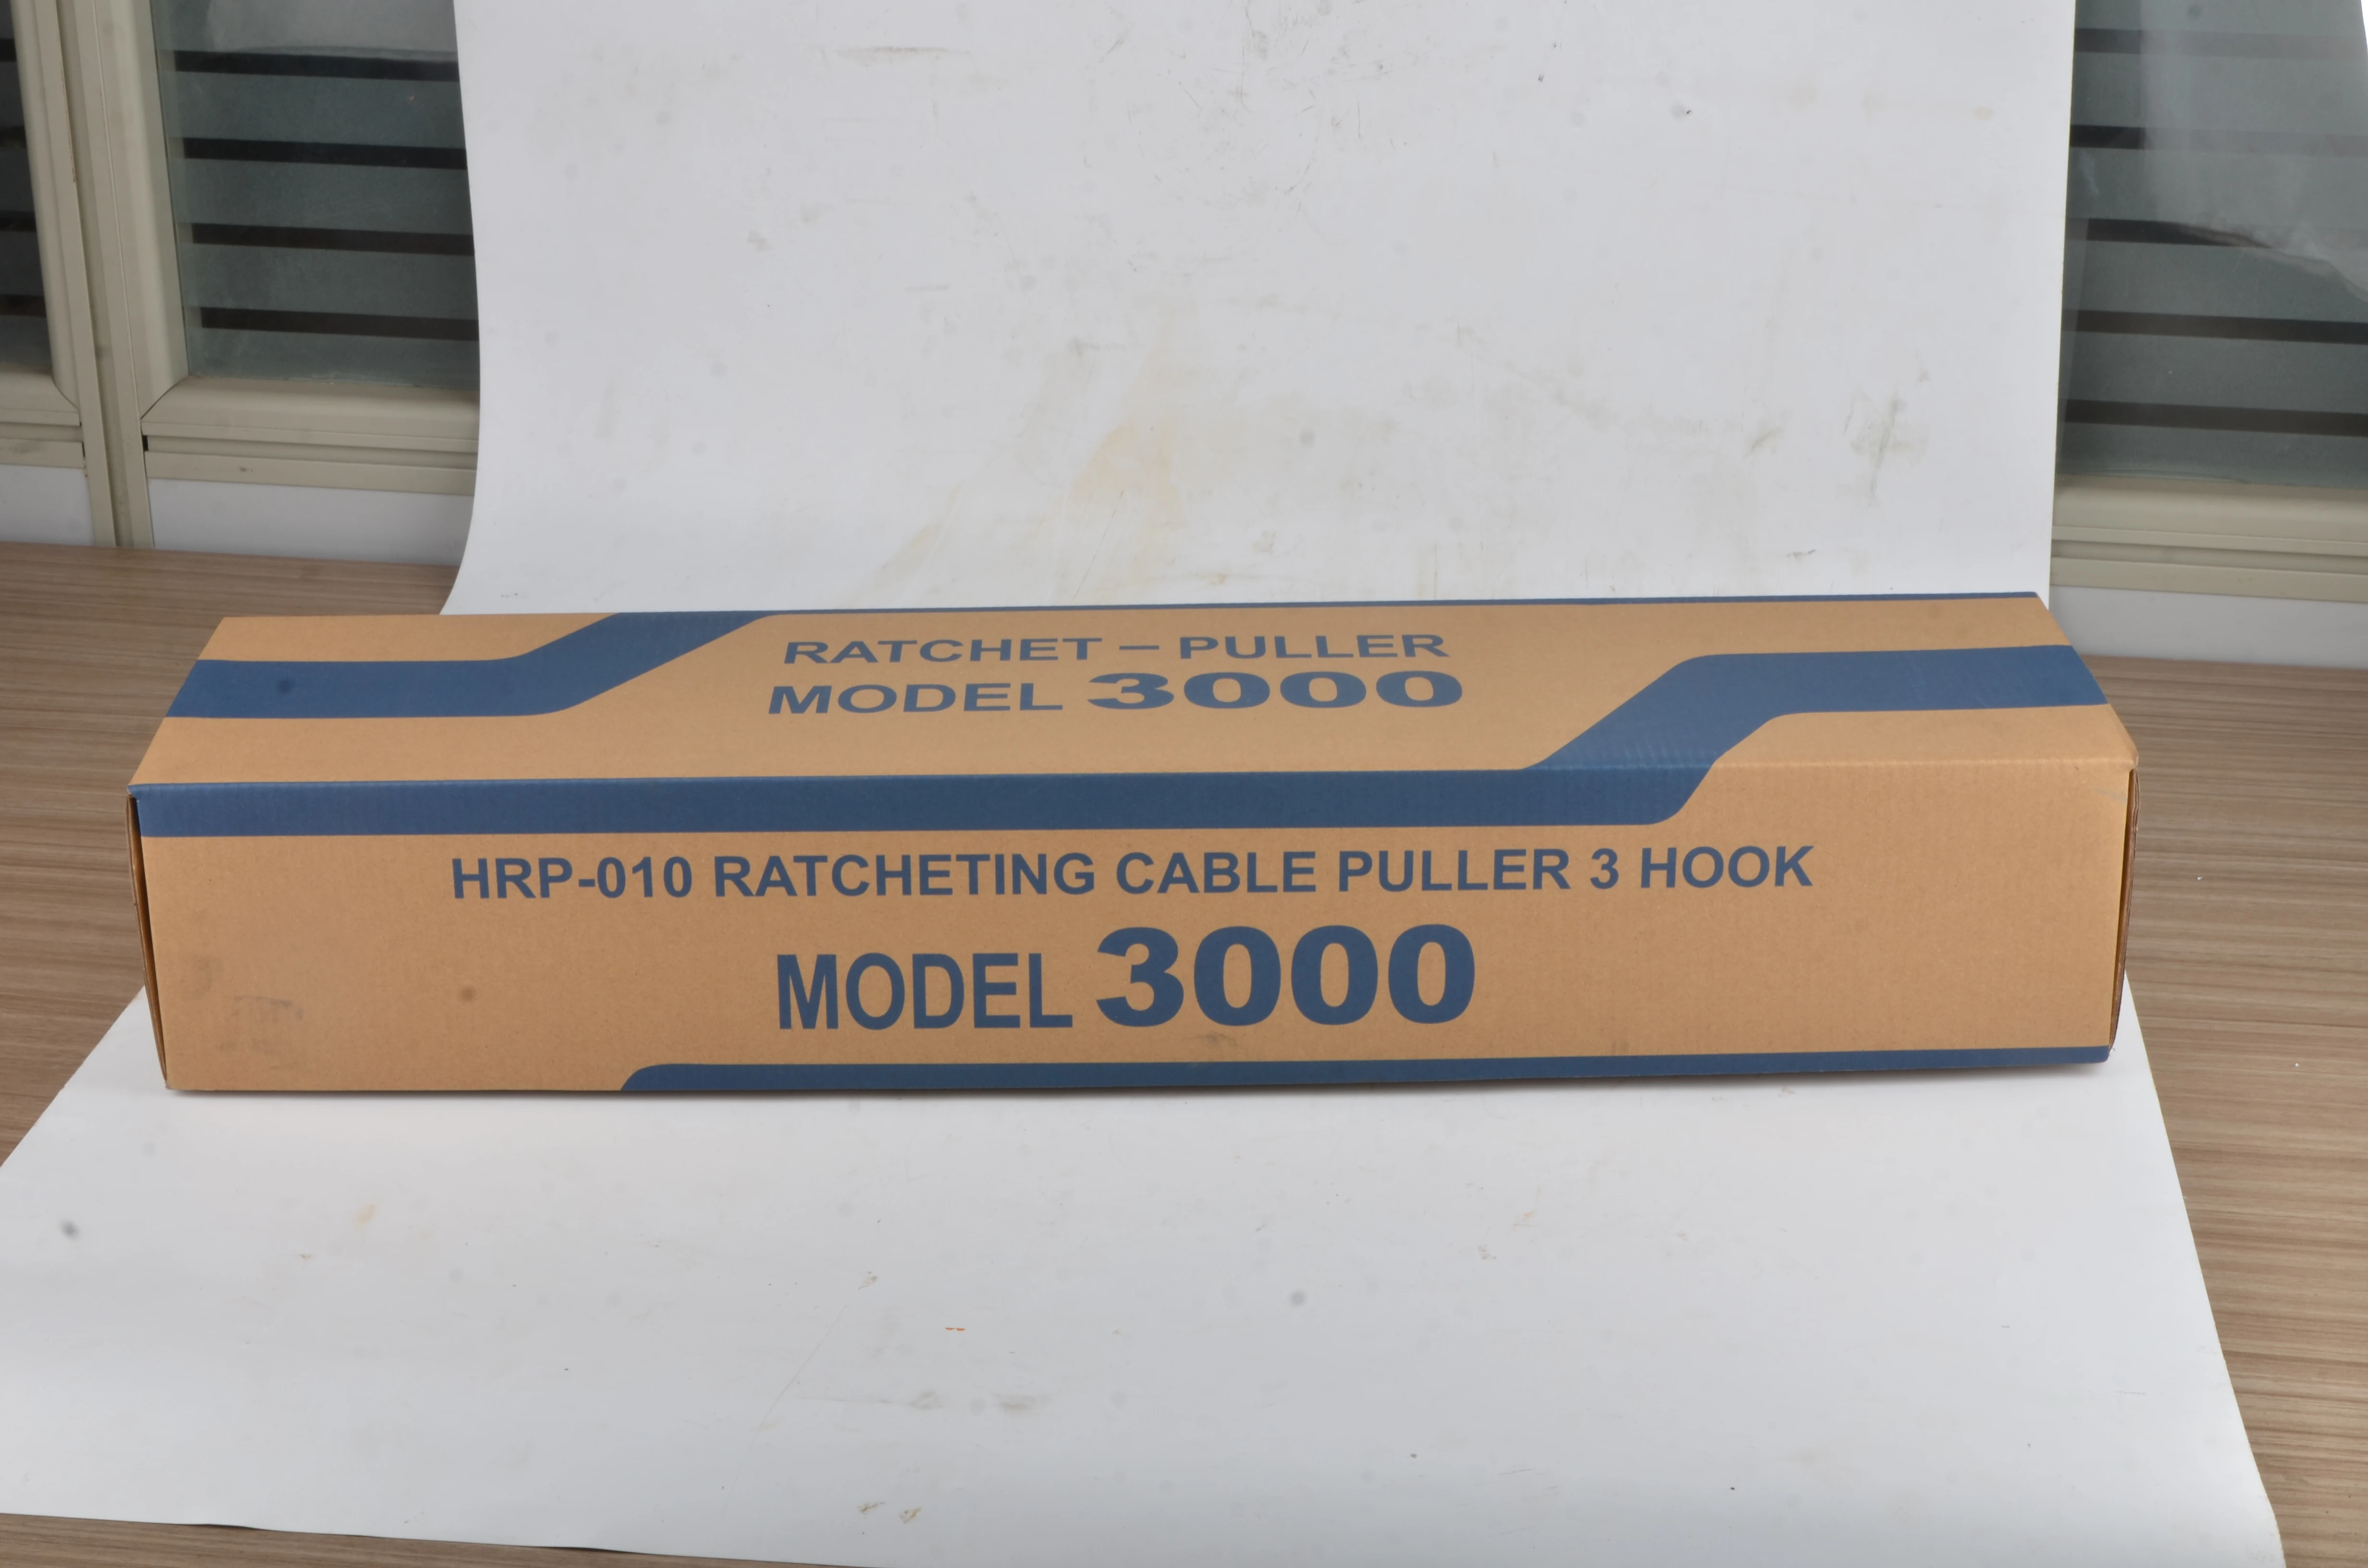 RATCHET – PULLER
MODEL 3000
HRP-010 RATCHETING CABLE PULLER 3 HOOK
MODEL 3000